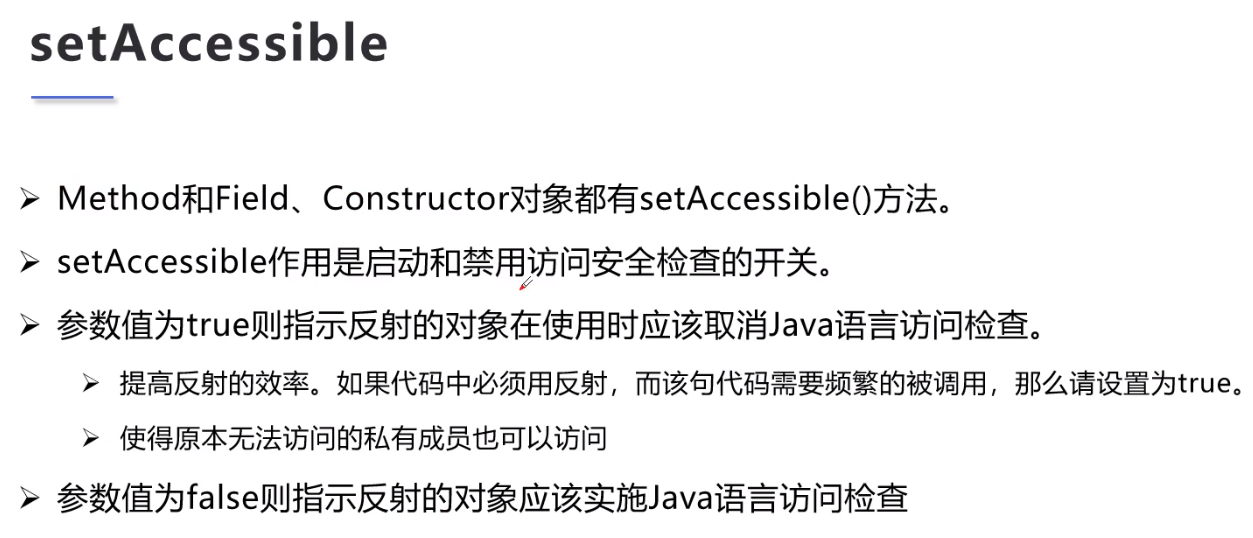 setAccessible
Method和Field、Constructor对象都有setAccessible()方法。
setAccessible作用是启动和禁用访问安全检查的开关。
参数值为true则指示反射的对象在使用时应该取消Java语言访问检查。
提高反射的效率。如果代码中必须用反射，而该句代码需要频繁的被调用，那么请设置为true。
使得原本无法访问的私有成员也可以访问
参数值为false则指示反射的对象应该实施Java语言访问检查